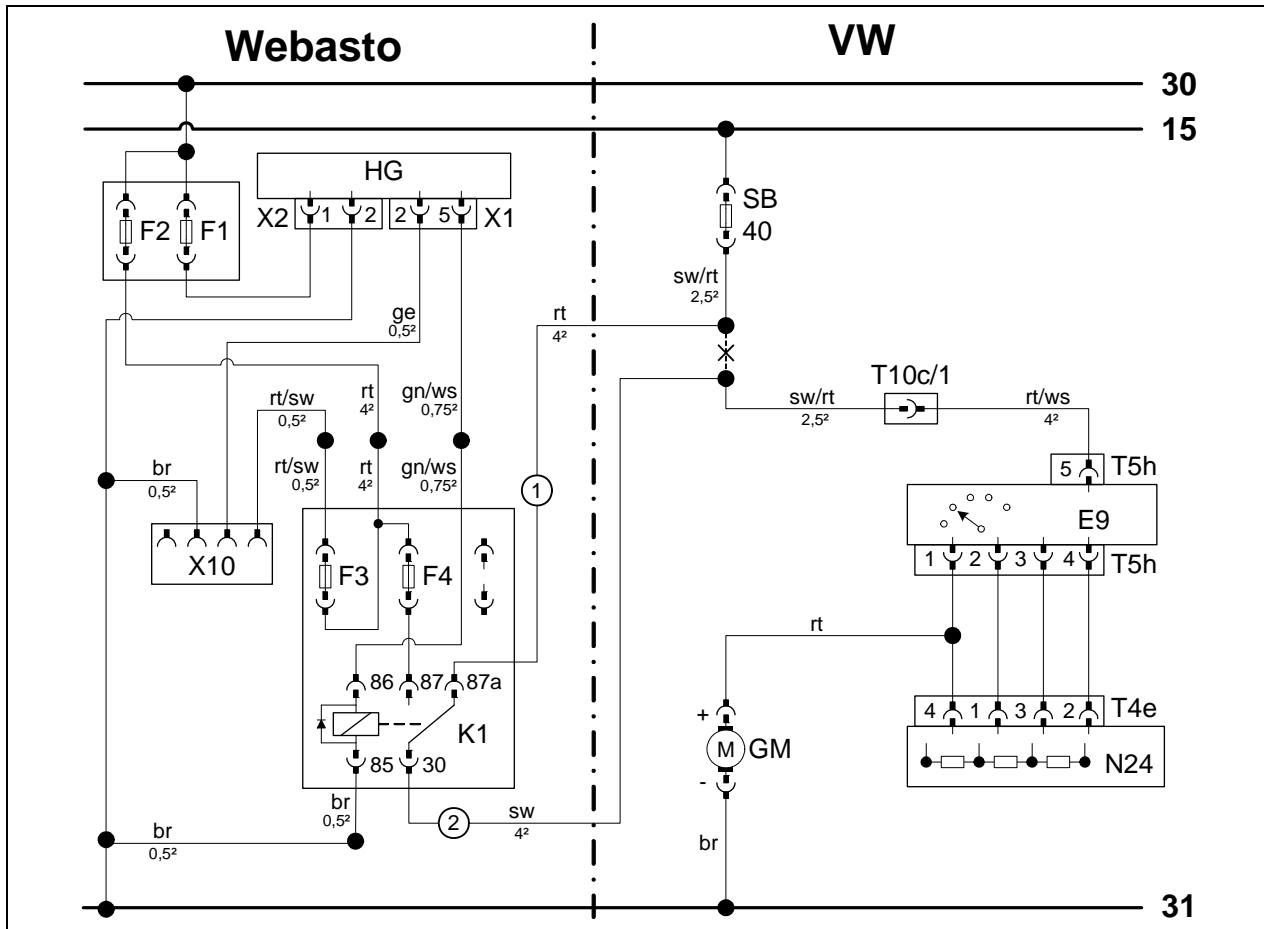 Webasto
VW
30
15
HG
X2 1 2 2 5 X1
F2 F1
SB
40
sw/rt
2,5²
ge
0,5²
rt
4²
T10c/1
rt/sw
0,5²
rt
4²
gn/ws
0,75²
sw/rt
2,5²
rt/ws
4²
br
0,5²
rt/sw
0,5²
rt
4²
gn/ws
0,75²
1
5 T5h
E9
X10
F3 F4
1 2 3 4 T5h
rt
86 87 87a
K1
85 30
4 1 3 2 T4e
+
M GM
-
N24
br
0,5²
2
sw
4²
br
0,5²
br
31